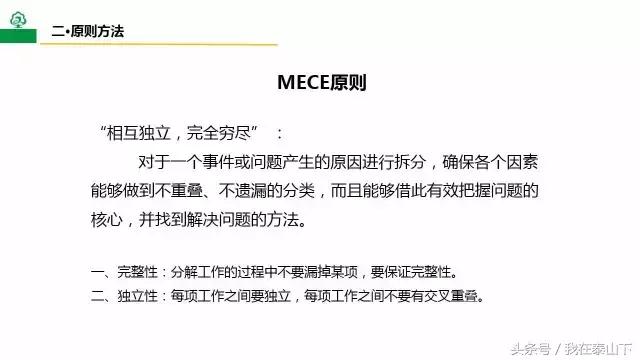 二•原则方法
MECE原则
“相互独立，完全穷尽”：
对于一个事件或问题产生的原因进行拆分，确保各个因素
能够做到不重叠、不遗漏的分类，而且能够借此有效把握问题的
核心，并找到解决问题的方法。
一、完整性：分解工作的过程中不要漏掉某项，要保证完整性。
二、独立性：每项工作之间要独立，每项工作之间不要有交叉重叠。
头条号 / 我在泰山下